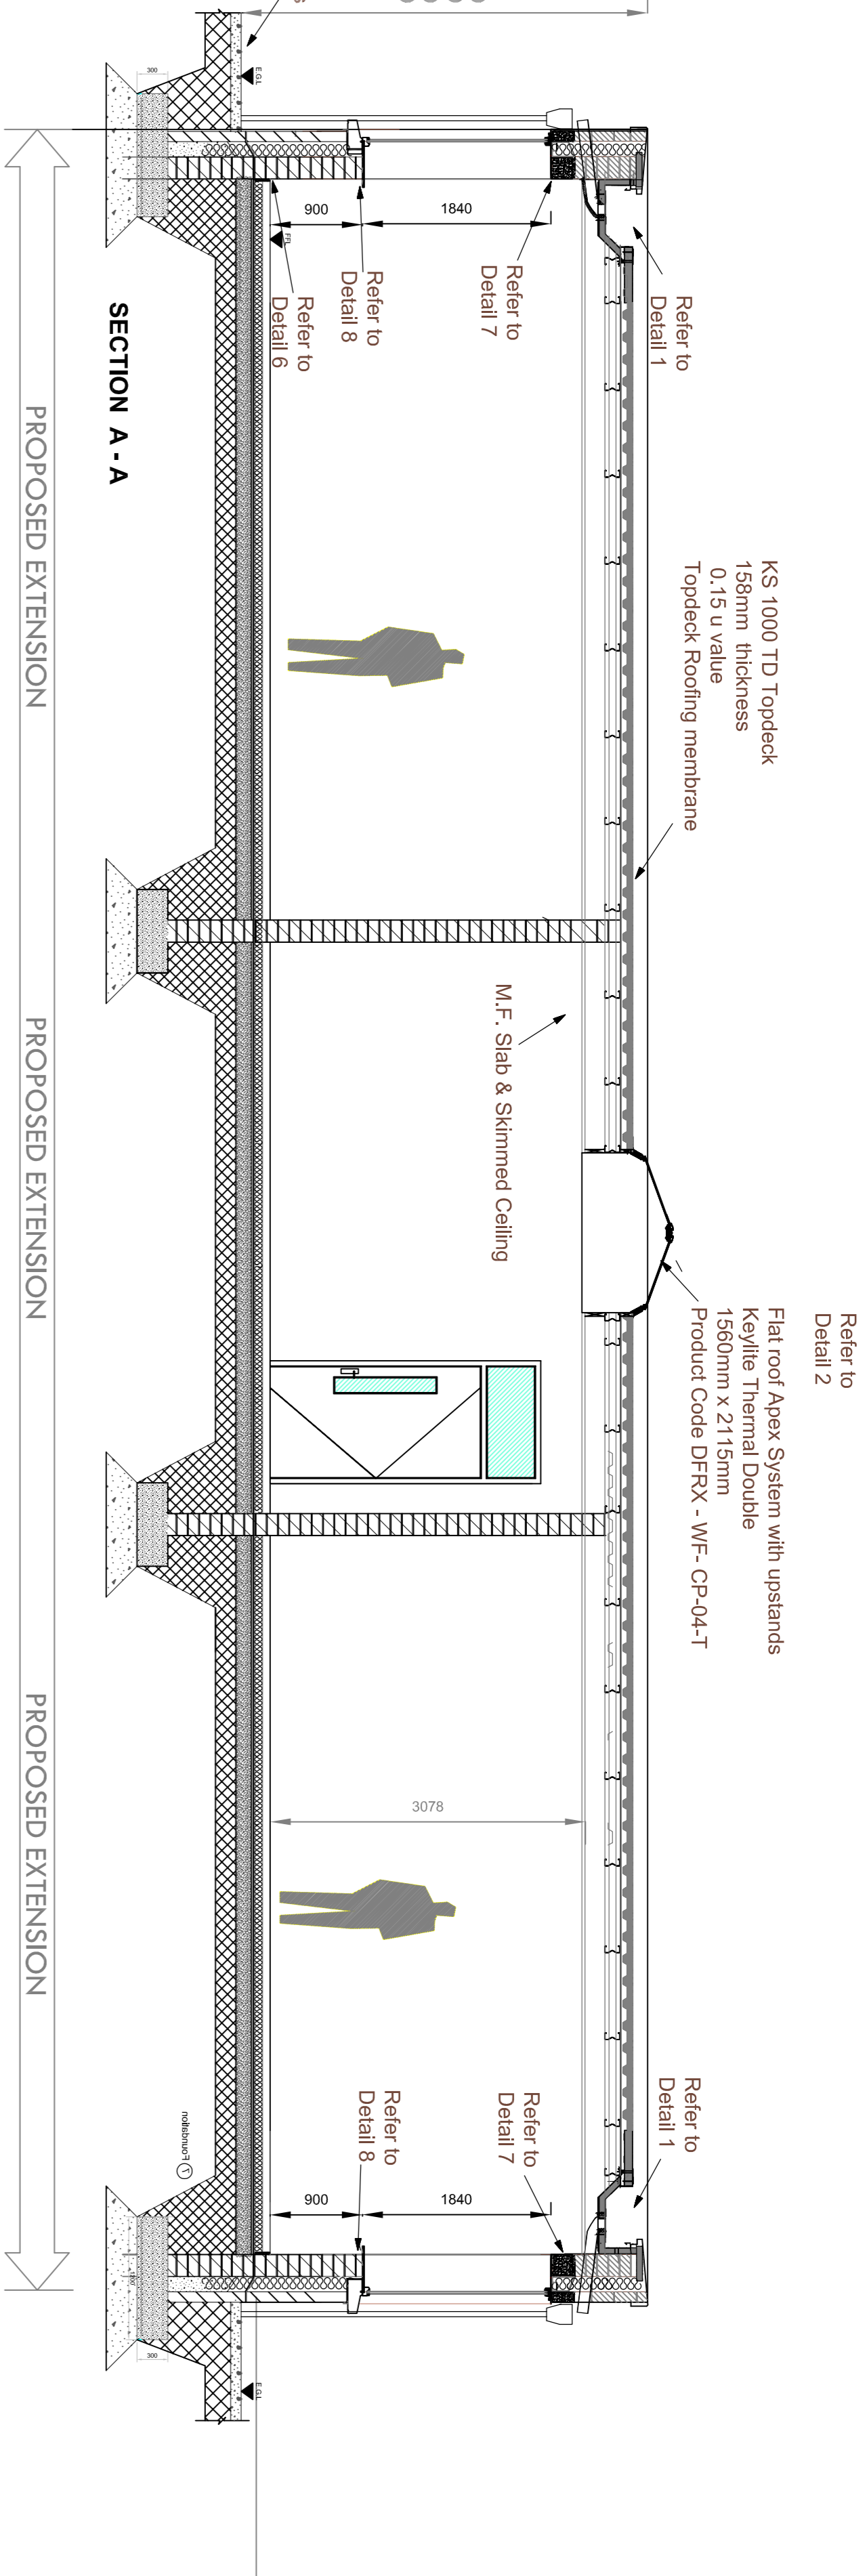 Refer to
Detail 2
Flat roof Apex System with upstands
Keylite Thermal Double
1560mm x 2115mm
Product Code DFRX - WF- CP-04-T
KS 1000 TD Topdeck
158mm thickness
0.15 u value
Topdeck Roofing membrane
Refer to
Detail 1
Refer to
Detail 1
Refer to
Detail 7
Refer to
Detail 7
M.F. Slab & Skimmed Ceiling
1840
1840
3078
Refer to
Detail 8
Refer to
Detail 8
900
900
Refer to
Detail 6
FFL
E.G.L
E.G.L
300
300
7 Foundation
SECTION A - A
PROPOSED EXTENSION
PROPOSED EXTENSION
PROPOSED EXTENSION